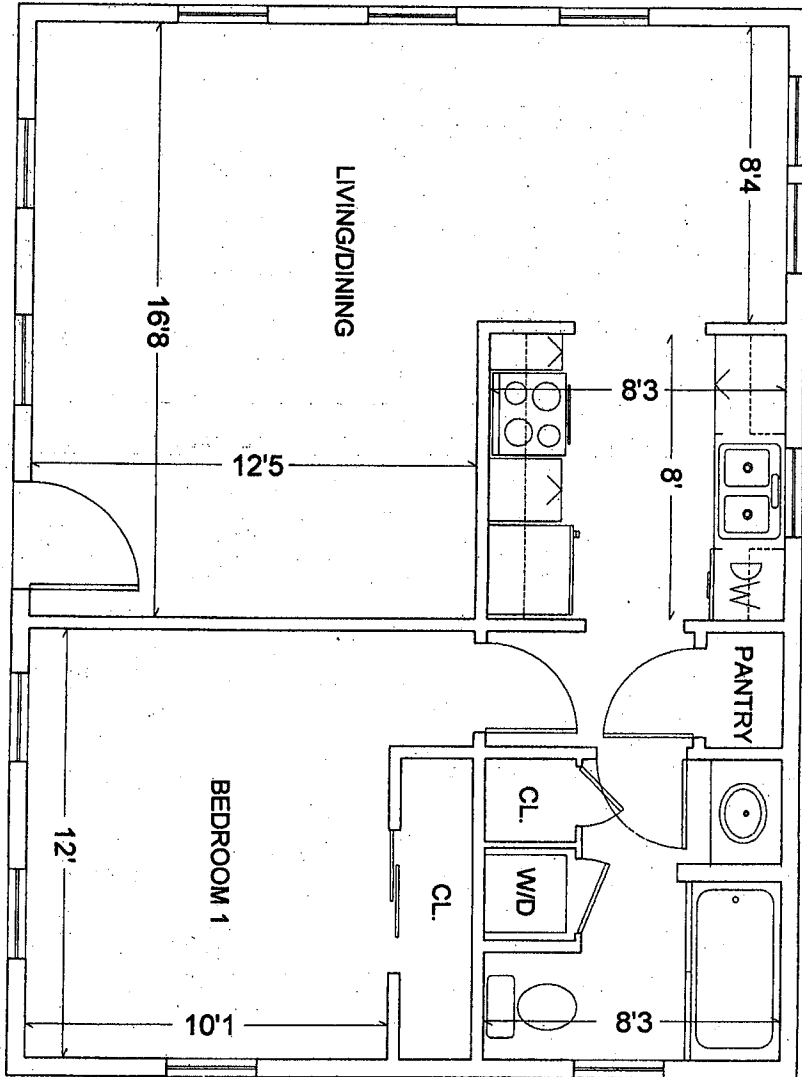 8'4
LIVING/DINING
16'8
12'5
8'3
8'
DW
PANTRY
BEDROOM 1
12'
10'1
CL.
CL.
W/D
8'3